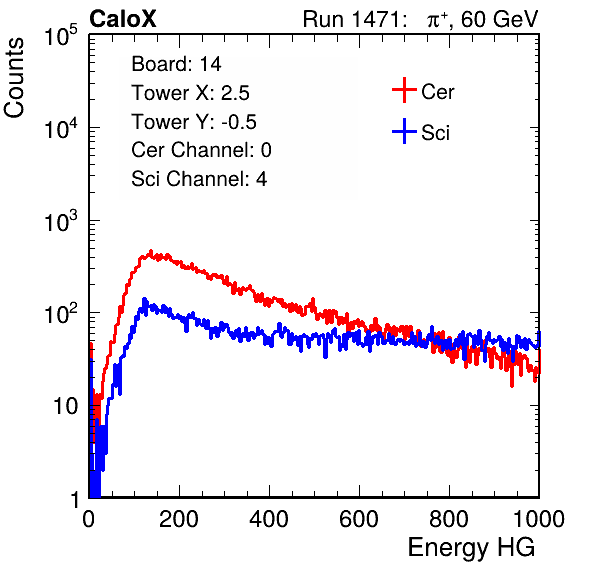 CaloX Run 1471: π⁺, 60 GeV
Counts
Board: 14
Tower X: 2.5
Tower Y: -0.5
Cer Channel: 0
Sci Channel: 4
Cer
Sci
10⁵
10⁴
10³
10²
10
1
0 200 400 600 800 1000
Energy HG